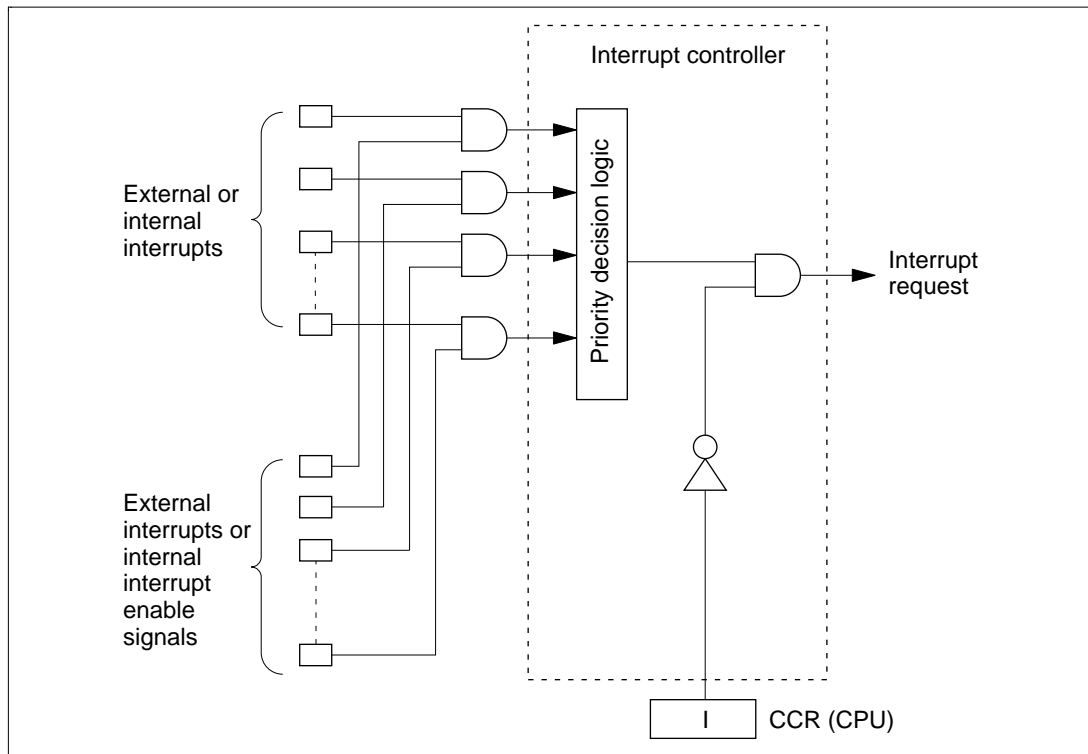 Interrupt controller
External or
internal
interrupts
Priority decision logic
Interrupt
request
External
interrupts or
internal
interrupt
enable
signals
I
CCR (CPU)